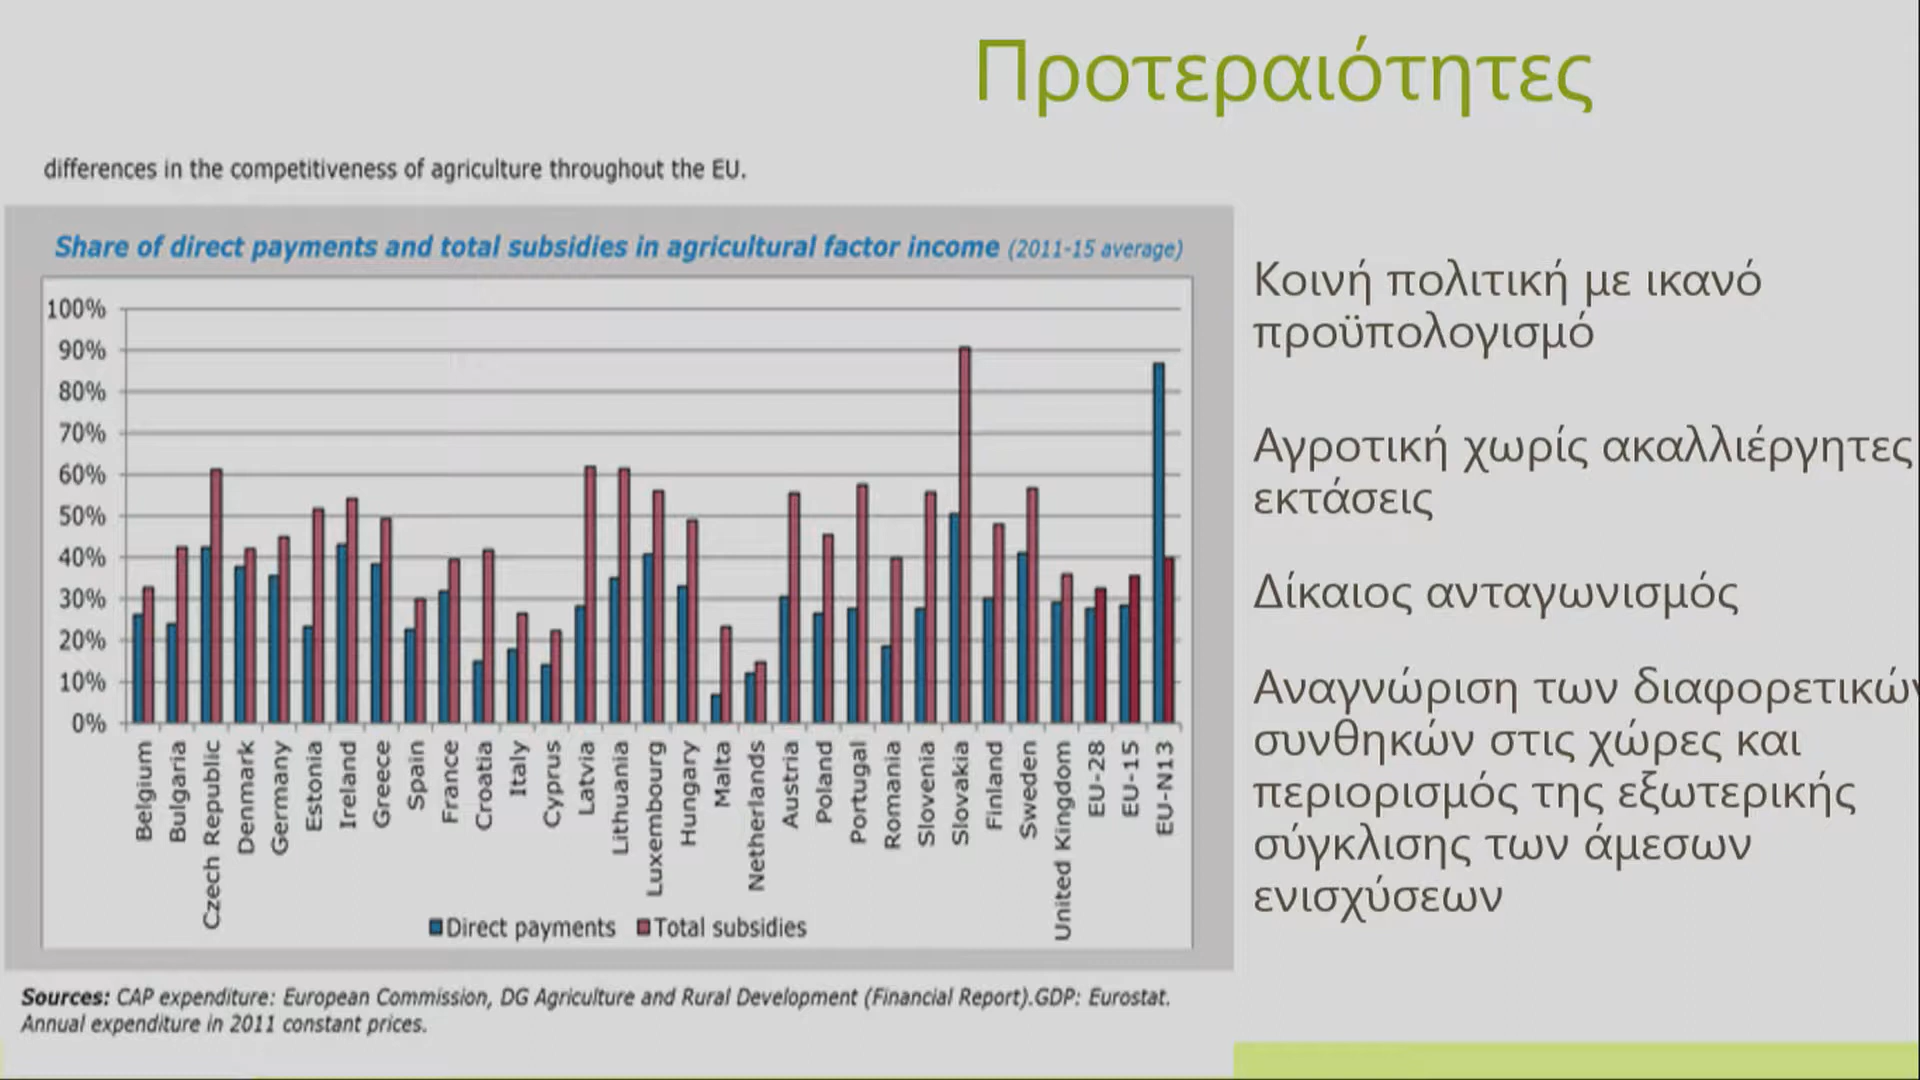 Προτεραιότητες
differences in the competitiveness of agriculture throughout the EU.
Share of direct payments and total subsidies in agricultural factor income (2011-15 average)
100%
90%
80%
70%
60%
50%
40%
30%
20%
10%
0%
Belgium
Bulgaria
Czech Republic
Denmark
Germany
Estonia
Ireland
Greece
Spain
France
Croatia
Italy
Cyprus
Latvia
Lithuania
Luxembourg
Hungary
Malta
Netherlands
Austria
Poland
Portugal
Romania
Slovenia
Slovakia
Finland
Sweden
United Kingdom
EU-28
EU-15
EU-N13
Direct payments Total subsidies
Sources: CAP expenditure: European Commission, DG Agriculture and Rural Development (Financial Report).GDP: Eurostat.
Annual expenditure in 2011 constant prices.
Κοινή πολιτική με ικανό
προϋπολογισμό
Αγροτική χωρίς ακαλλιέργητες
εκτάσεις
Δίκαιος ανταγωνισμός
Αναγνώριση των διαφορετικών
συνθηκών στις χώρες και
περιορισμός της εξωτερικής
σύγκλισης των άμεσων
ενισχύσεων